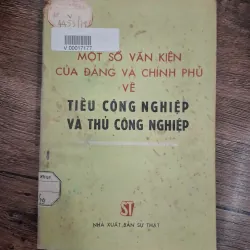 V.00017177
MỘT SỐ VĂN KIỆN
CỦA ĐẢNG VÀ CHÍNH PHỦ
VỀ
TIỂU CÔNG NGHIỆP
VÀ THỦ CÔNG NGHIỆP
ST
NHÀ XUẤT BẢN SỰ THẬT